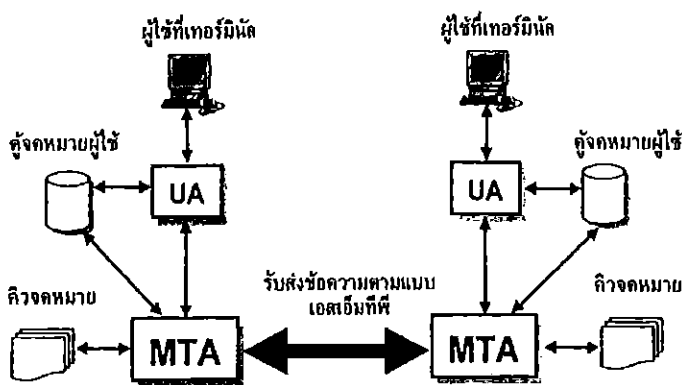 ผู้ใช้ที่เทอร์มินัล
ผู้ใช้ที่เทอร์มินัล
ตู้จดหมายผู้ใช้
ตู้จดหมายผู้ใช้
UA
UA
คิวจดหมาย
รับส่งข้อความตามแบบ
เอสเอ็มทีพี
คิวจดหมาย
MTA
MTA